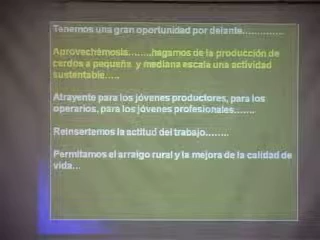 Tenemos una gran oportunidad por delante..............
Aprovechémosla........hagamos de la producción de
cerdos a pequeña y mediana escala una actividad
sustentable.....
Atrayente para los jóvenes productores, para los
operarios, para los jóvenes profesionales.......
Reinsertemos la actitud del trabajo........
Permitamos el arraigo rural y la mejora de la calidad de
vida...